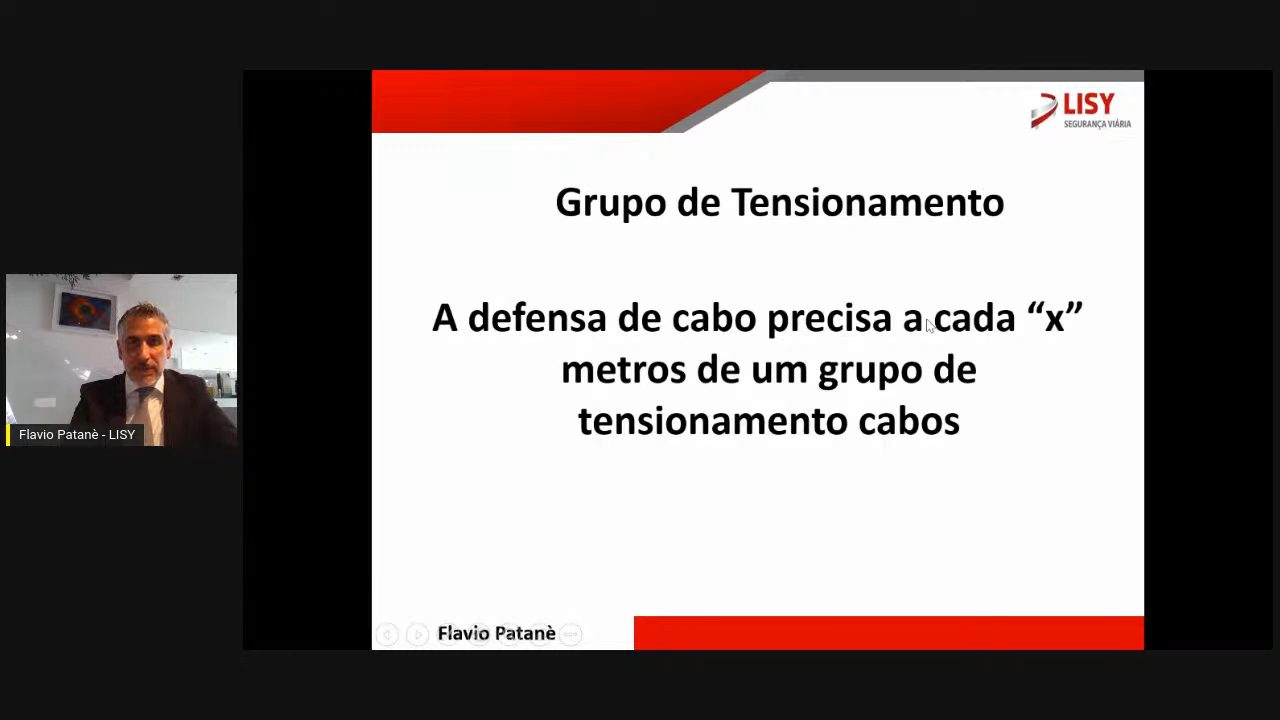 LISY
SEGURANÇA VIÁRIA
Grupo de Tensionamento
A defensa de cabo precisa a cada “x”
metros de um grupo de
tensionamento cabos
Flavio Patanè - LISY
Flavio Patanè